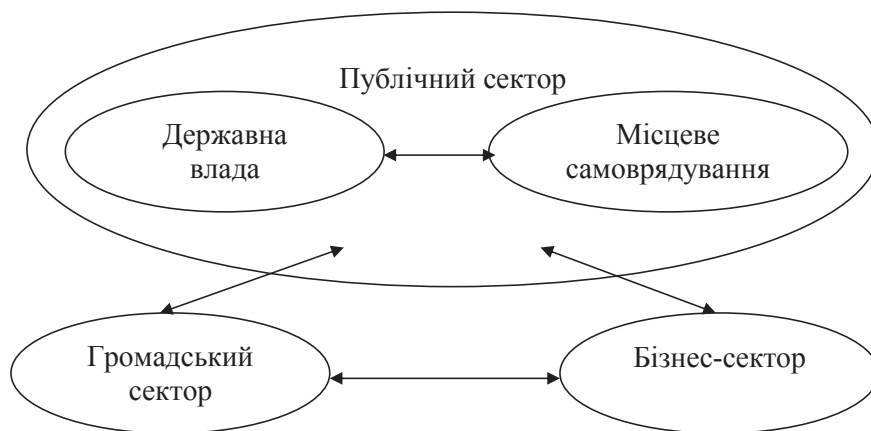 Публічний сектор
Державна
влада
Місцеве
самоврядування
Громадський
сектор
Бізнес-сектор